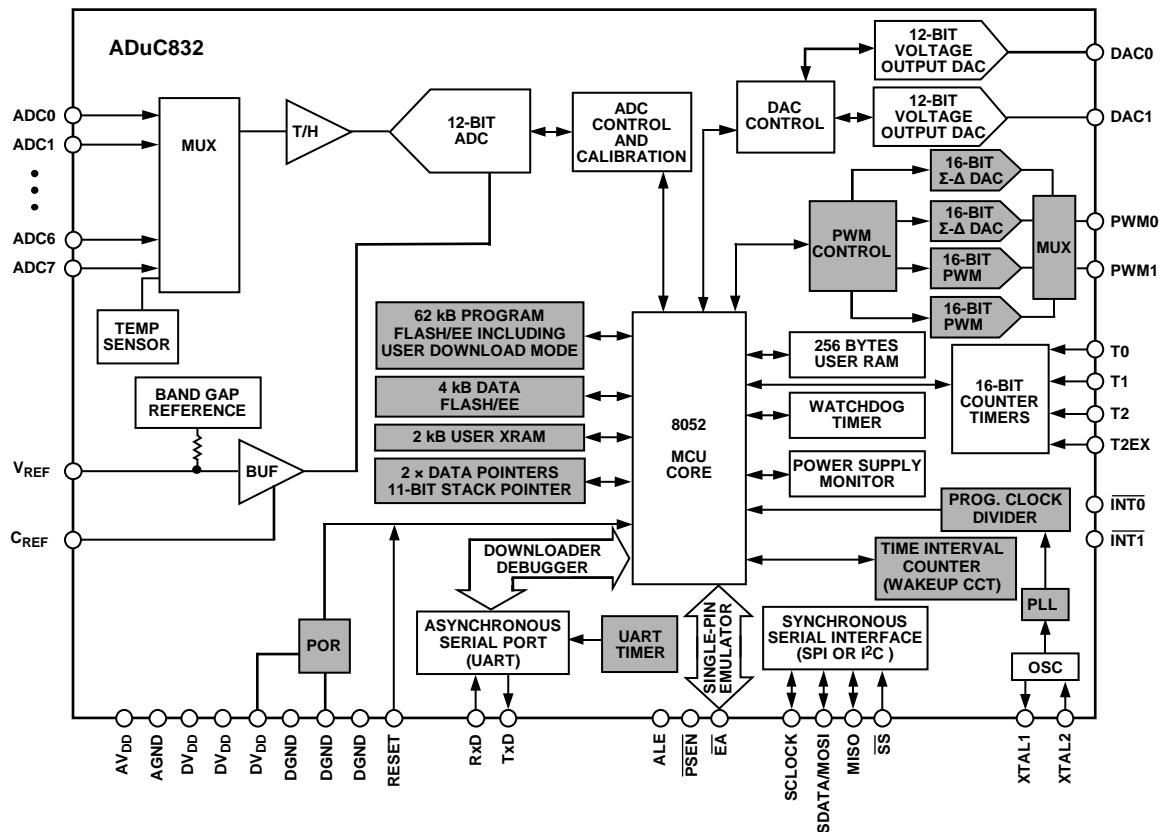 ADuC832
ADC0
ADC1
ADC6
ADC7
MUX
TEMP
SENSOR
T/H
12-BIT
ADC
ADC
CONTROL
AND
CALIBRATION
DAC
CONTROL
12-BIT
VOLTAGE
OUTPUT DAC
12-BIT
VOLTAGE
OUTPUT DAC
DAC0
DAC1
PWM
CONTROL
16-BIT
Σ-Δ DAC
16-BIT
Σ-Δ DAC
16-BIT
PWM
16-BIT
PWM
MUX
PWM0
PWM1
BAND GAP
REFERENCE
VREF
BUF
CREF
62 kB PROGRAM
FLASH/EE INCLUDING
USER DOWNLOAD MODE
4 kB DATA
FLASH/EE
2 kB USER XRAM
2 × DATA POINTERS
11-BIT STACK POINTER
8052
MCU
CORE
256 BYTES
USER RAM
WATCHDOG
TIMER
POWER SUPPLY
MONITOR
16-BIT
COUNTER
TIMERS
T0
T1
T2
T2EX
PROG. CLOCK
DIVIDER
INT0
INT1
TIME INTERVAL
COUNTER
(WAKEUP CCT)
PLL
OSC
DOWNLOADER
DEBUGGER
POR
ASYNCHRONOUS
SERIAL PORT
(UART)
UART
TIMER
SINGLE-PIN
EMULATOR
SYNCHRONOUS
SERIAL INTERFACE
(SPI OR I²C )
AVDD
AGND
DVDD
DVDD
DVDD
DGND
DGND
DGND
RESET
RxD
TxD
ALE
PSEN
EA
SCLOCK
SDATA/MOSI
MISO
SS
XTAL1
XTAL2